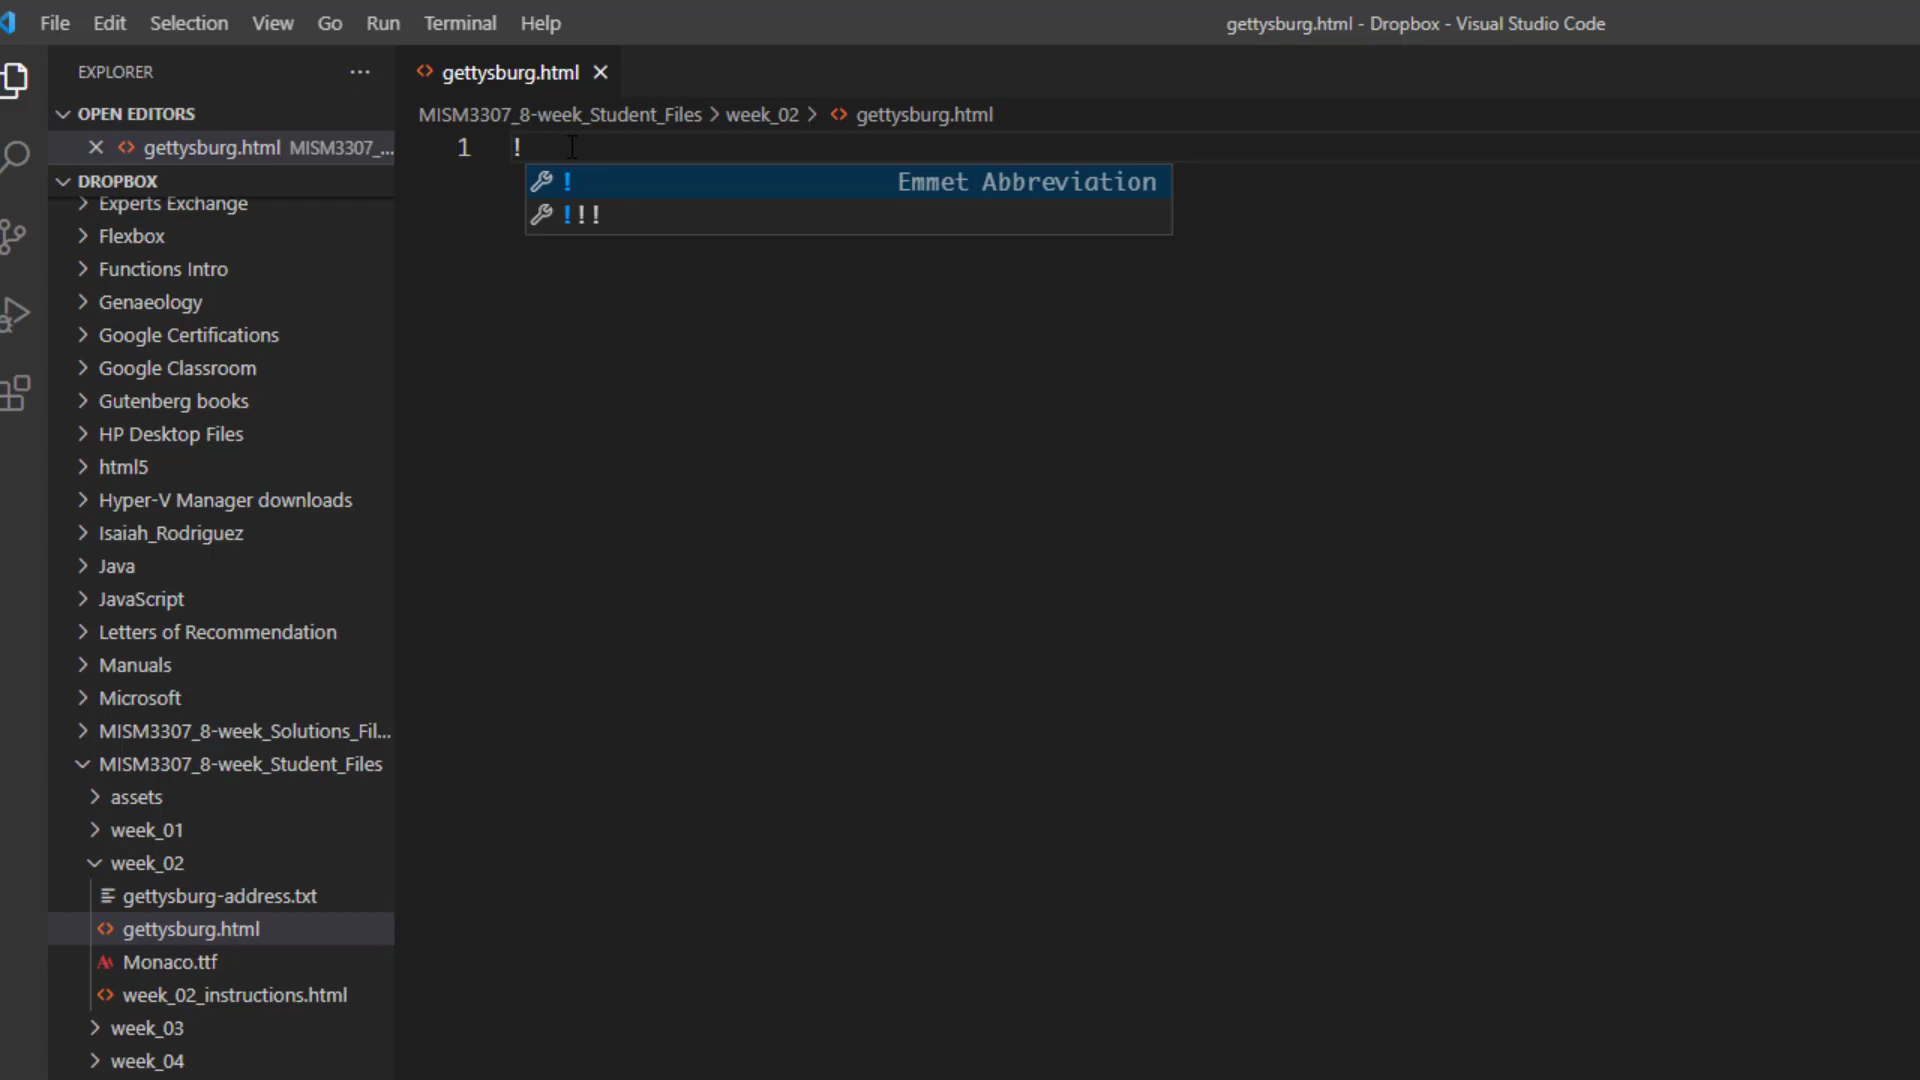 File Edit Selection View Go Run Terminal Help gettysburg.html - Dropbox - Visual Studio Code
EXPLORER ··· gettysburg.html
OPEN EDITORS MISM3307_8-week_Student_Files > week_02 > gettysburg.html
gettysburg.html MISM3307_... 1 !
DROPBOX ! Emmet Abbreviation
Experts Exchange !!!
Flexbox
Functions Intro
Genaeology
Google Certifications
Google Classroom
Gutenberg books
HP Desktop Files
html5
Hyper-V Manager downloads
Isaiah_Rodriguez
Java
JavaScript
Letters of Recommendation
Manuals
Microsoft
MISM3307_8-week_Solutions_Fil...
MISM3307_8-week_Student_Files
assets
week_01
week_02
gettysburg-address.txt
gettysburg.html
Monaco.ttf
week_02_instructions.html
week_03
week_04